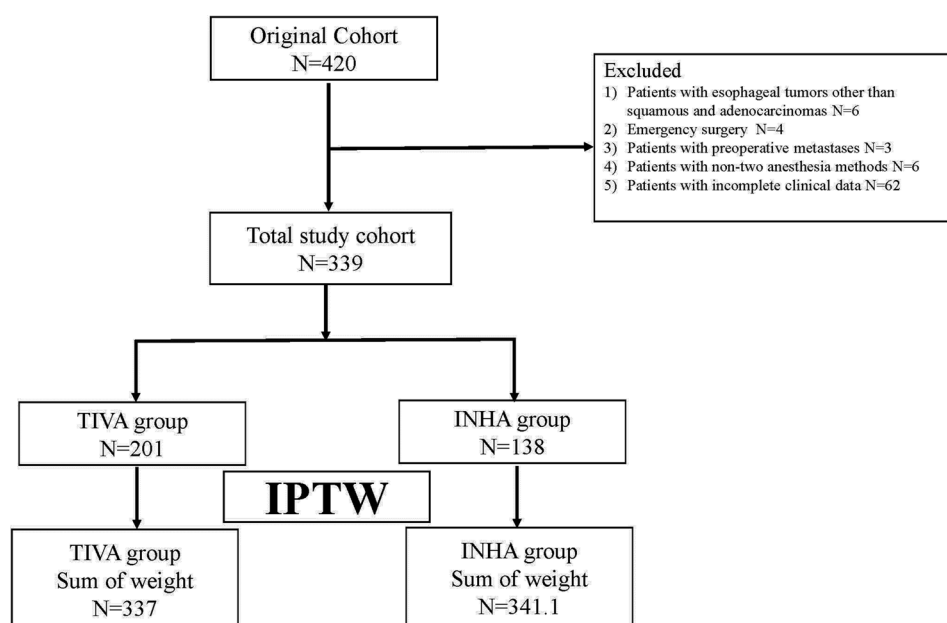 Original Cohort
N=420
Excluded
1) Patients with esophageal tumors other than
squamous and adenocarcinomas N=6
2) Emergency surgery N=4
3) Patients with preoperative metastases N=3
4) Patients with non-two anesthesia methods N=6
5) Patients with incomplete clinical data N=62
Total study cohort
N=339
TIVA group
N=201
INHA group
N=138
IPTW
TIVA group
Sum of weight
N=337
INHA group
Sum of weight
N=341.1